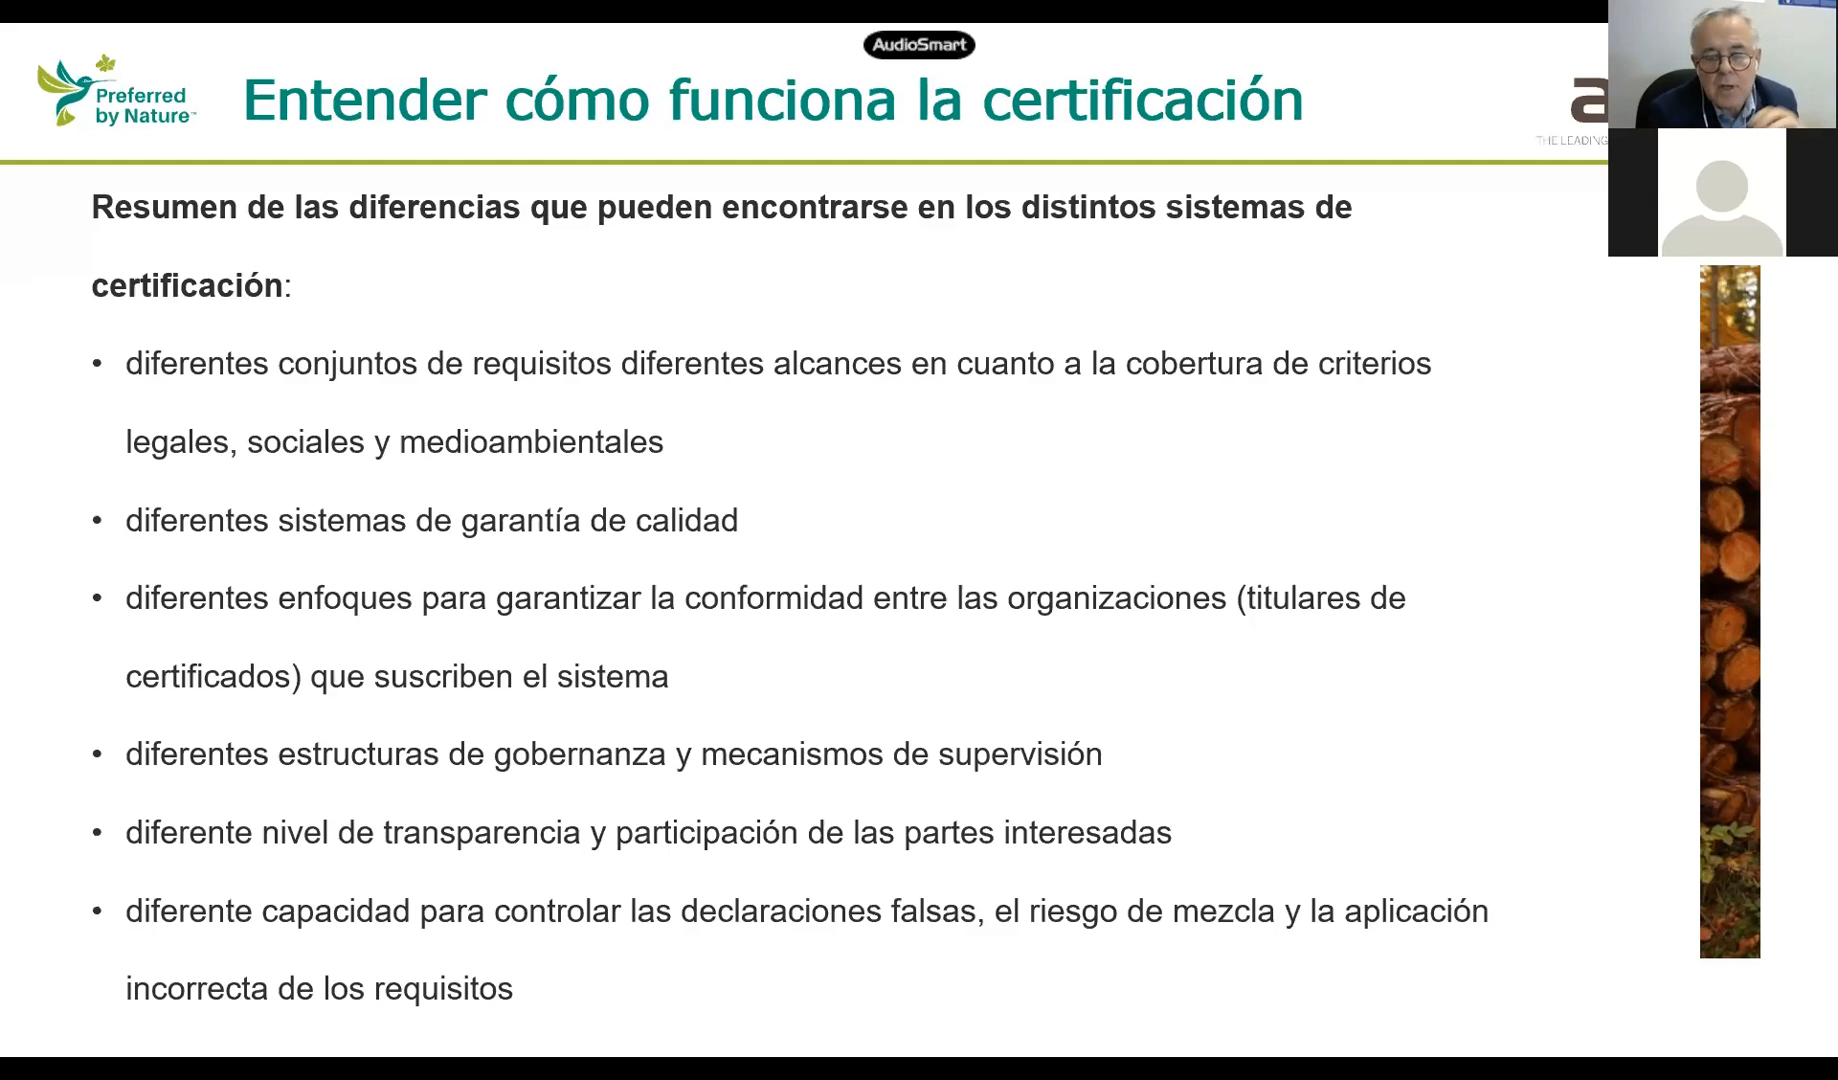 AudioSmart
Preferred
by Nature™
Entender cómo funciona la certificación
THE LEADING
Resumen de las diferencias que pueden encontrarse en los distintos sistemas de
certificación:
• diferentes conjuntos de requisitos diferentes alcances en cuanto a la cobertura de criterios
legales, sociales y medioambientales
• diferentes sistemas de garantía de calidad
• diferentes enfoques para garantizar la conformidad entre las organizaciones (titulares de
certificados) que suscriben el sistema
• diferentes estructuras de gobernanza y mecanismos de supervisión
• diferente nivel de transparencia y participación de las partes interesadas
• diferente capacidad para controlar las declaraciones falsas, el riesgo de mezcla y la aplicación
incorrecta de los requisitos